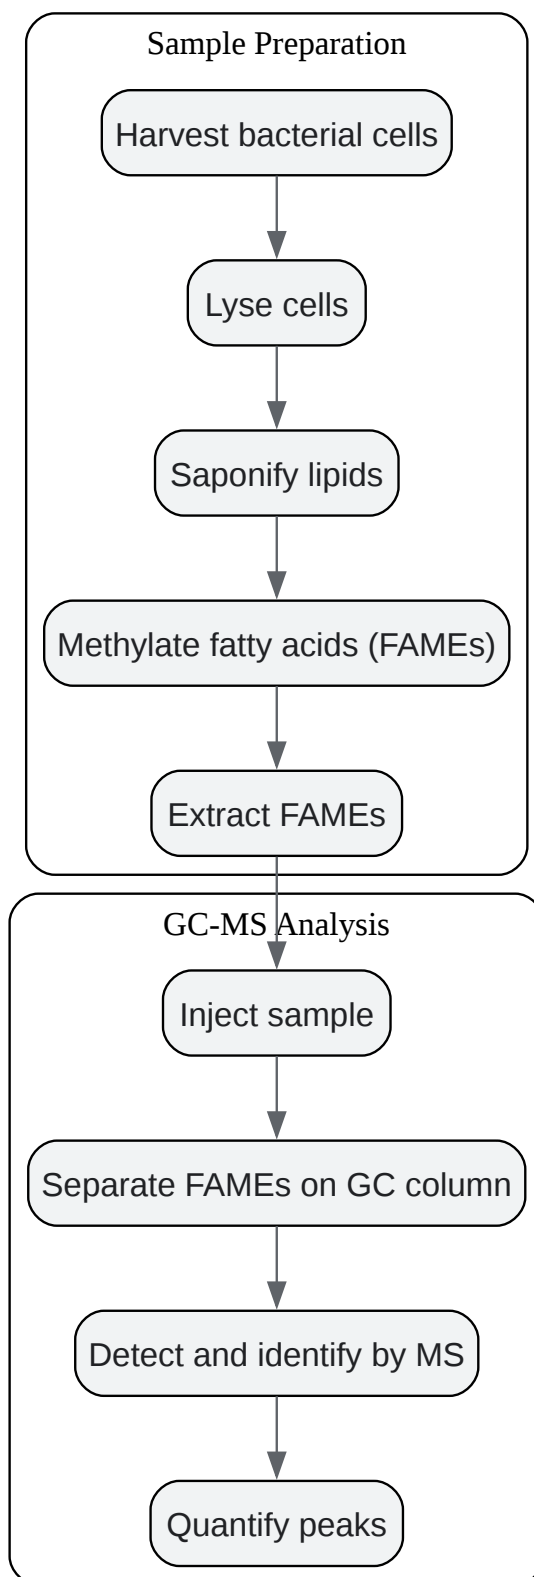 Sample Preparation
Harvest bacterial cells
Lyse cells
Saponify lipids
Methylate fatty acids (FAMEs)
Extract FAMEs
GC-MS Analysis
Inject sample
Separate FAMEs on GC column
Detect and identify by MS
Quantify peaks